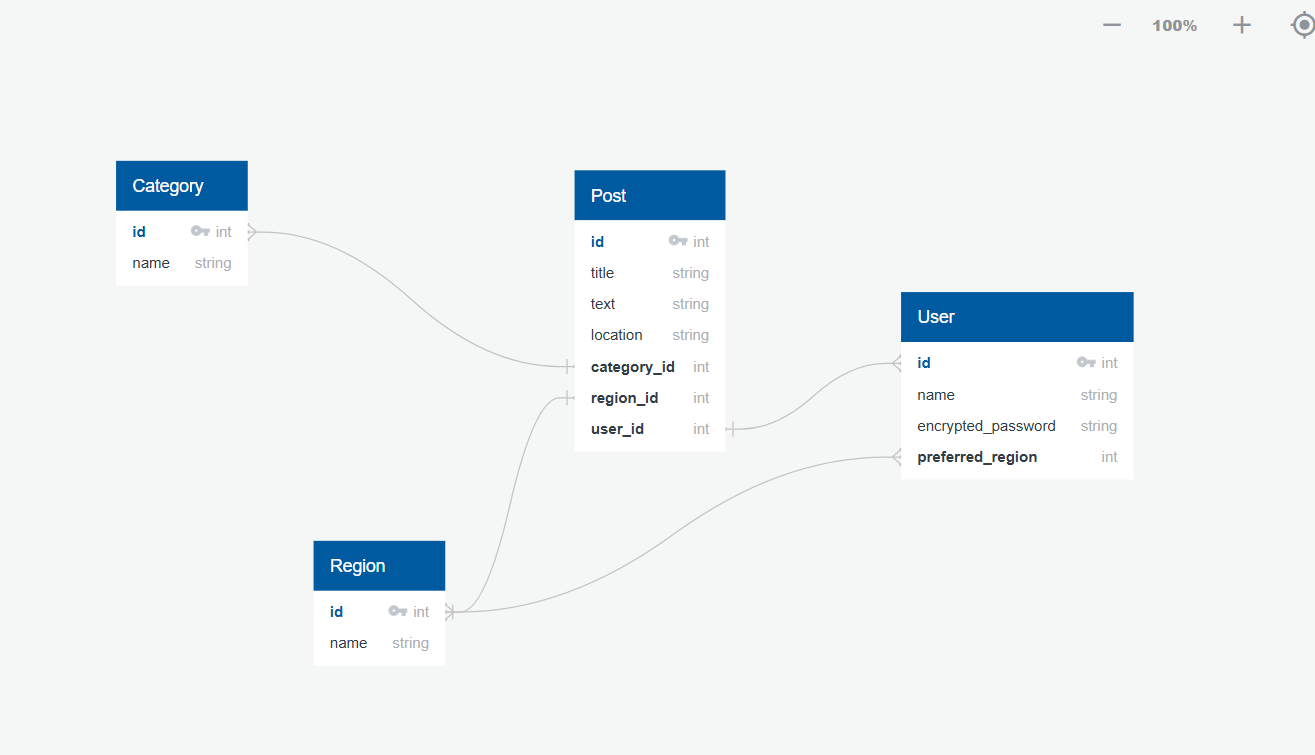 100%
Category
id int
name string
Post
id int
title string
text string
location string
category_id int
region_id int
user_id int
User
id int
name string
encrypted_password string
preferred_region int
Region
id int
name string